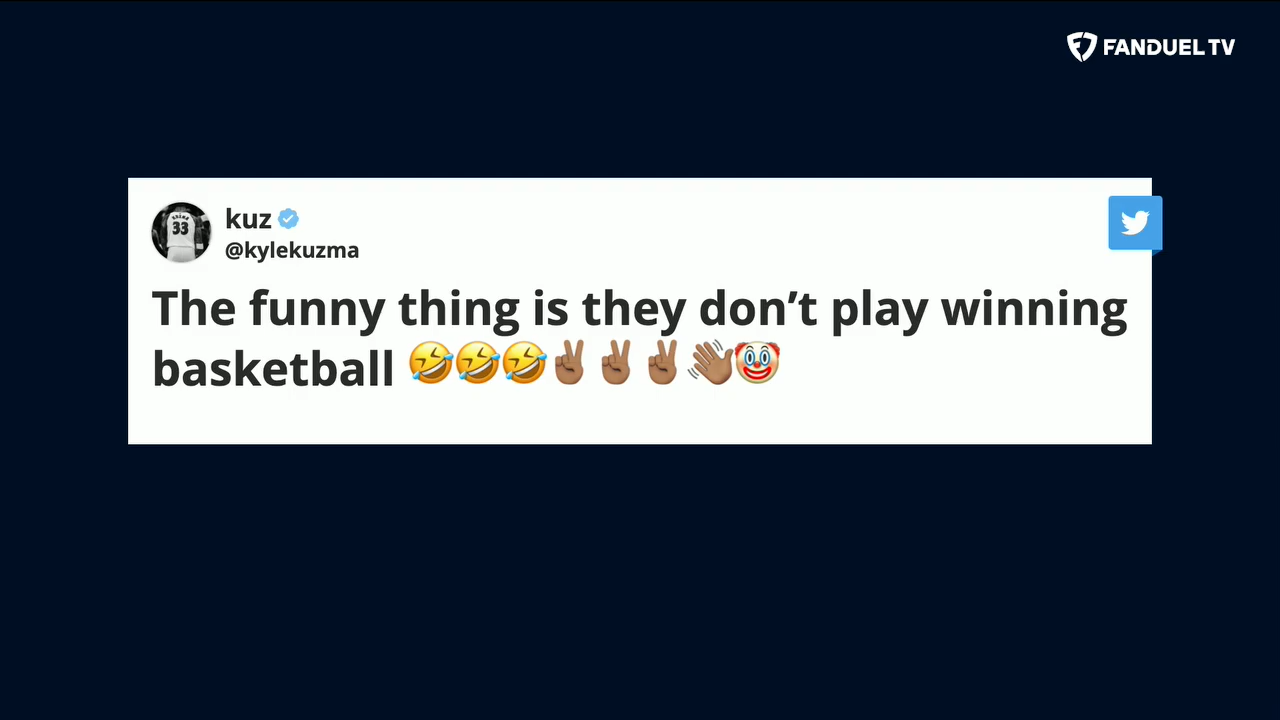 FANDUEL TV
kuz
@kylekuzma
The funny thing is they don’t play winning
basketball 🤣🤣🤣✌🏾✌🏾✌🏾👋🏾🤡